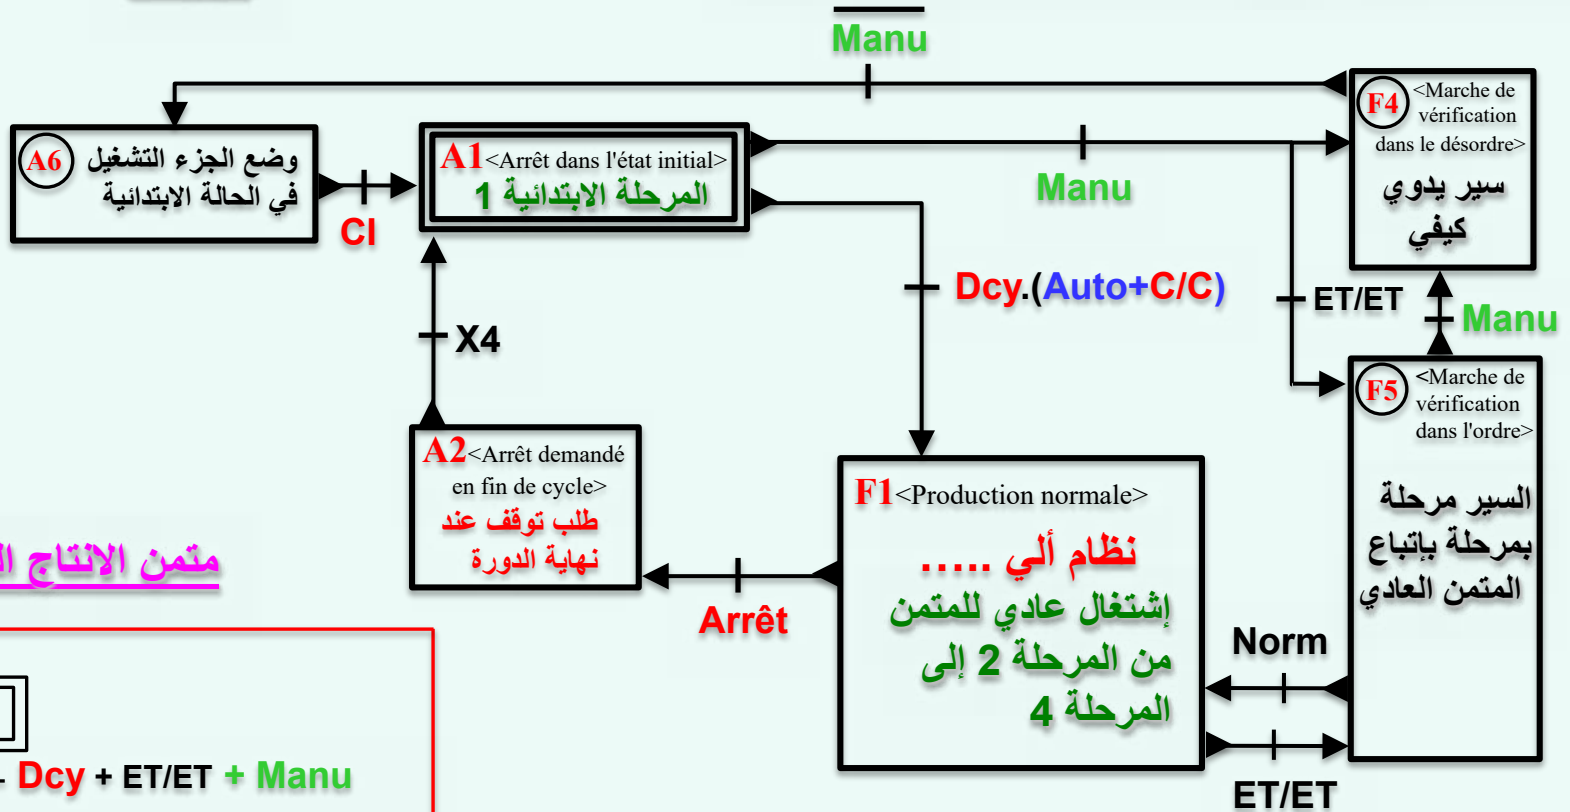 Manu
F4
<Marche de
vérification
dans le désordre>
سير يدوي
كيفي
A6
وضع الجزء التشغيل
في الحالة الابتدائية
CI
A1<Arrêt dans l'état initial>
المرحلة الابتدائية 1
Manu
Dcy.(Auto+C/C)
ET/ET
Manu
X4
F5
<Marche de
vérification
dans l'ordre>
السير مرحلة
بمرحلة بإتباع
المتمن العادي
A2<Arrêt demandé
en fin de cycle>
طلب توقف عند
نهاية الدورة
F1<Production normale>
نظام ألي .....
إشتغال عادي للمتمن
من المرحلة 2 إلى
المرحلة 4
Arrêt
Norm
ET/ET
متمن الانتاج
Dcy + ET/ET + Manu